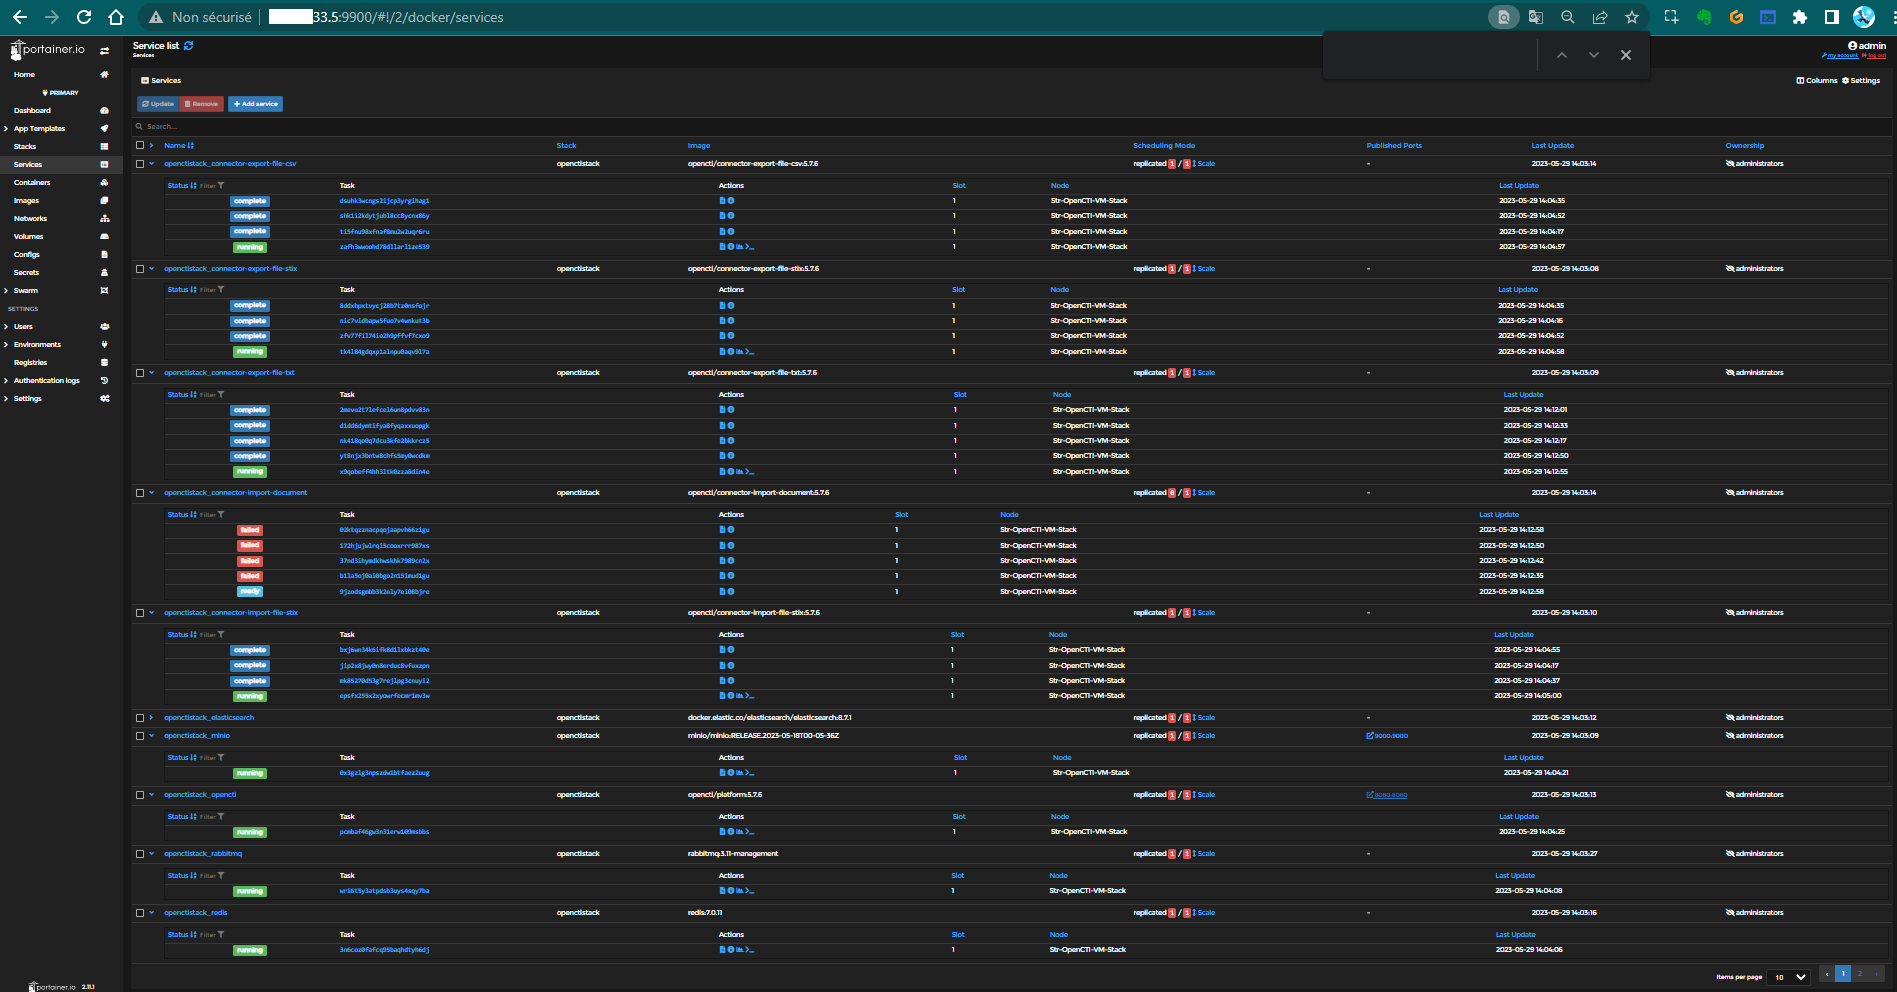 Non sécurisé 33.5:9900/#!/2/docker/services
portainer.io
Home
PRIMARY
Dashboard
App Templates
Stacks
Services
Containers
Images
Networks
Volumes
Configs
Secrets
Swarm
SETTINGS
Users
Environments
Registries
Authentication logs
Settings
portainer.io 2.11.1
Service list
Services
admin
my account log out
Services
Columns Settings
Update Remove + Add service
Search...
Name Stack Image Scheduling Mode Published Ports Last Update Ownership
openctistack_connector-export-file-csv openctistack opencti/connector-export-file-csv:5.7.6 replicated 1 / 1 Scale - 2023-05-29 14:03:14 administrators
Status Filter Task Actions Slot Node Last Update
complete 1 Str-OpenCTI-VM-Stack 2023-05-29 14:04:35
complete 1 Str-OpenCTI-VM-Stack 2023-05-29 14:04:52
complete 1 Str-OpenCTI-VM-Stack 2023-05-29 14:04:17
running 1 Str-OpenCTI-VM-Stack 2023-05-29 14:04:57
openctistack_connector-export-file-stix openctistack opencti/connector-export-file-stix:5.7.6 replicated 1 / 1 Scale - 2023-05-29 14:03:08 administrators
Status Filter Task Actions Slot Node Last Update
complete 1 Str-OpenCTI-VM-Stack 2023-05-29 14:04:35
complete 1 Str-OpenCTI-VM-Stack 2023-05-29 14:04:16
complete 1 Str-OpenCTI-VM-Stack 2023-05-29 14:04:52
running 1 Str-OpenCTI-VM-Stack 2023-05-29 14:04:58
openctistack_connector-export-file-txt openctistack opencti/connector-export-file-txt:5.7.6 replicated 1 / 1 Scale - 2023-05-29 14:03:09 administrators
Status Filter Task Actions Slot Node Last Update
complete 1 Str-OpenCTI-VM-Stack 2023-05-29 14:12:01
complete 1 Str-OpenCTI-VM-Stack 2023-05-29 14:12:33
complete 1 Str-OpenCTI-VM-Stack 2023-05-29 14:12:17
complete 1 Str-OpenCTI-VM-Stack 2023-05-29 14:12:50
running 1 Str-OpenCTI-VM-Stack 2023-05-29 14:12:55
openctistack_connector-import-document openctistack opencti/connector-import-document:5.7.6 replicated 0 / 1 Scale - 2023-05-29 14:03:14 administrators
Status Filter Task Actions Slot Node Last Update
failed 1 Str-OpenCTI-VM-Stack 2023-05-29 14:12:58
failed 1 Str-OpenCTI-VM-Stack 2023-05-29 14:12:50
failed 1 Str-OpenCTI-VM-Stack 2023-05-29 14:12:42
failed 1 Str-OpenCTI-VM-Stack 2023-05-29 14:12:35
ready 1 Str-OpenCTI-VM-Stack 2023-05-29 14:12:58
openctistack_connector-import-file-stix openctistack opencti/connector-import-file-stix:5.7.6 replicated 1 / 1 Scale - 2023-05-29 14:03:10 administrators
Status Filter Task Actions Slot Node Last Update
complete 1 Str-OpenCTI-VM-Stack 2023-05-29 14:04:55
complete 1 Str-OpenCTI-VM-Stack 2023-05-29 14:04:17
complete 1 Str-OpenCTI-VM-Stack 2023-05-29 14:04:37
running 1 Str-OpenCTI-VM-Stack 2023-05-29 14:05:00
openctistack_elasticsearch openctistack docker.elastic.co/elasticsearch/elasticsearch:8.7.1 replicated 1 / 1 Scale - 2023-05-29 14:03:12 administrators
openctistack_minio openctistack minio/minio:RELEASE.2023-05-18T00-05-36Z replicated 1 / 1 Scale 9000:9000 2023-05-29 14:03:09 administrators
Status Filter Task Actions Slot Node Last Update
running 1 Str-OpenCTI-VM-Stack 2023-05-29 14:04:21
openctistack_opencti openctistack opencti/platform:5.7.6 replicated 1 / 1 Scale 8080:8080 2023-05-29 14:03:13 administrators
Status Filter Task Actions Slot Node Last Update
running 1 Str-OpenCTI-VM-Stack 2023-05-29 14:04:25
openctistack_rabbitmq openctistack rabbitmq:3.11-management replicated 1 / 1 Scale - 2023-05-29 14:03:27 administrators
Status Filter Task Actions Slot Node Last Update
running 1 Str-OpenCTI-VM-Stack 2023-05-29 14:04:08
openctistack_redis openctistack redis:7.0.11 replicated 1 / 1 Scale - 2023-05-29 14:03:16 administrators
Status Filter Task Actions Slot Node Last Update
running 1 Str-OpenCTI-VM-Stack 2023-05-29 14:04:06
Items per page 10 ‹ 1 2 ›